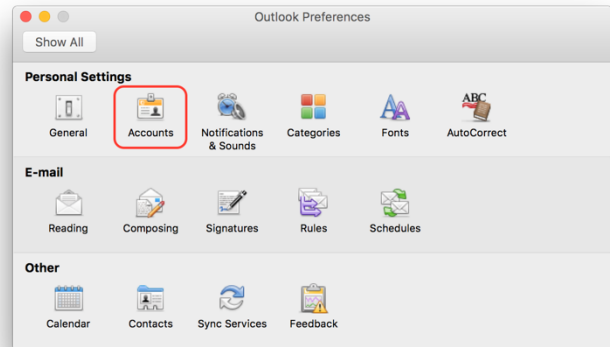 Outlook Preferences
Show All
Personal Settings
General
Accounts
Notifications
& Sounds
Categories
Fonts
ABC
AutoCorrect
E-mail
Reading
Composing
Signatures
Rules
Schedules
Other
Calendar
Contacts
Sync Services
Feedback